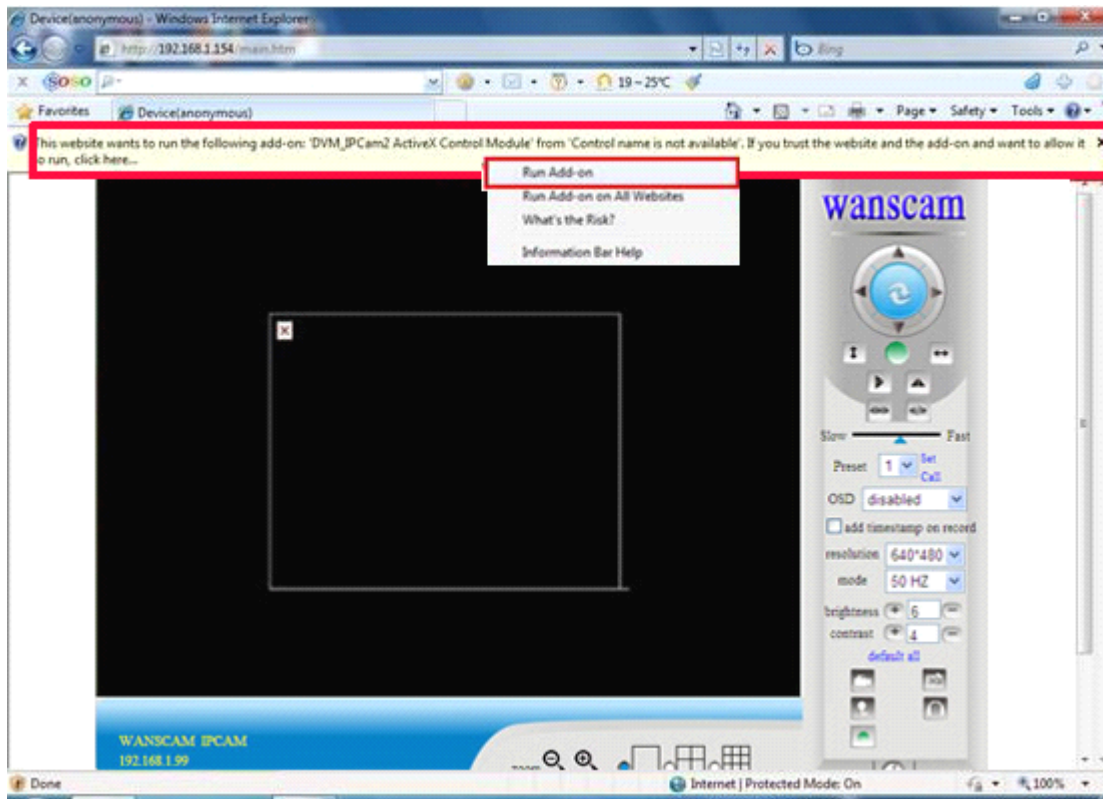 Device(anonymous) - Windows Internet Explorer
http://192.168.1.154/main.htm
Bing
SOSO
19~25℃
Favorites
Device(anonymous)
Page
Safety
Tools
This website wants to run the following add-on: 'DVM_IPCam2 ActiveX Control Module' from 'Control name is not available'. If you trust the website and the add-on and want to allow it
to run, click here...
Run Add-on
Run Add-on on All Websites
What's the Risk?
Information Bar Help
wanscam
Slow
Fast
Preset
1
Set
Call
OSD
disabled
add timestamp on record
resolution
640*480
mode
50 HZ
brightness
6
contrast
4
default all
WANSCAM IPCAM
192.168.1.99
Done
Internet | Protected Mode: On
100%